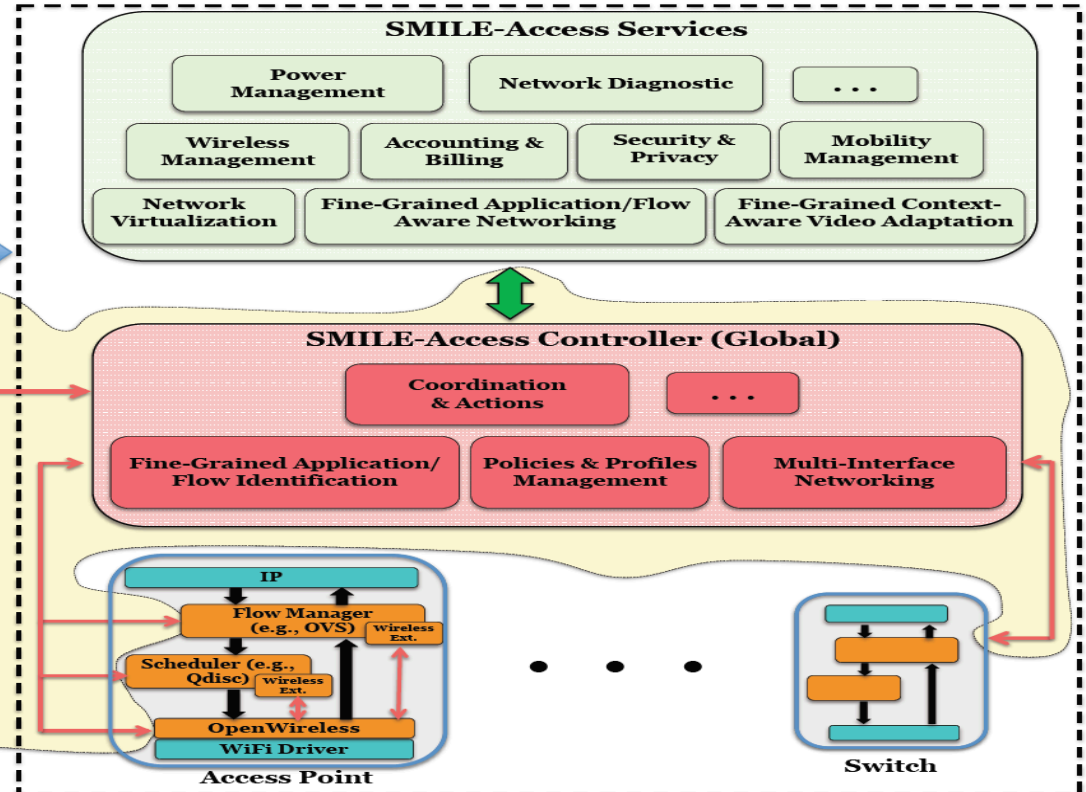 SMILE-Access Services
Power
Management
Network Diagnostic
...
Wireless
Management
Accounting &
Billing
Security &
Privacy
Mobility
Management
Network
Virtualization
Fine-Grained Application/Flow
Aware Networking
Fine-Grained Context-
Aware Video Adaptation
SMILE-Access Controller (Global)
Coordination
& Actions
...
Fine-Grained Application/
Flow Identification
Policies & Profiles
Management
Multi-Interface
Networking
IP
Flow Manager
(e.g., OVS)
Wireless
Ext.
Scheduler (e.g.,
Qdisc)
Wireless
Ext.
OpenWireless
WiFi Driver
Access Point
Switch